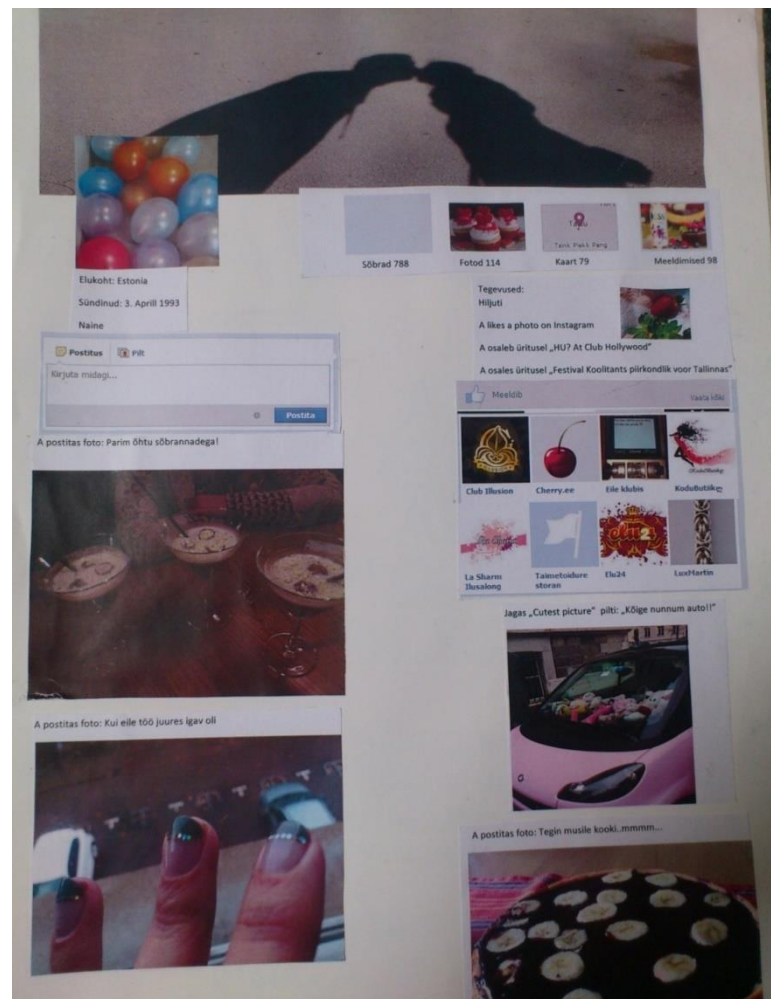 Sõbrad 788
Fotod 114
Kaart 79
Meeldimised 98
Elukoht: Estonia
Sündinud: 3. Aprill 1993
Naine
Postitus
Pilt
Kirjuta midagi...
Postita
Tegevused:
Hiljuti
A likes a photo on Instagram
A osaleb üritusel „HU? At Club Hollywood"
A osales üritusel „Festival Koolitants piirkondlik voor Tallinnas"
Meeldib
Vaata kõiki
Club Illusion
Cherry.ee
Eile klubis
KoduButiik
La Sharm
Ilusalong
Taimetoidure
storan
Elu24
LuxMartin
A postitas foto: Parim õhtu sõbrannadega!
Jagas „Cutest picture" pilti: „Kõige nunnum auto!!"
A postitas foto: Kui eile töö juures igav oli
A postitas foto: Tegin musile kooki..mmmm...